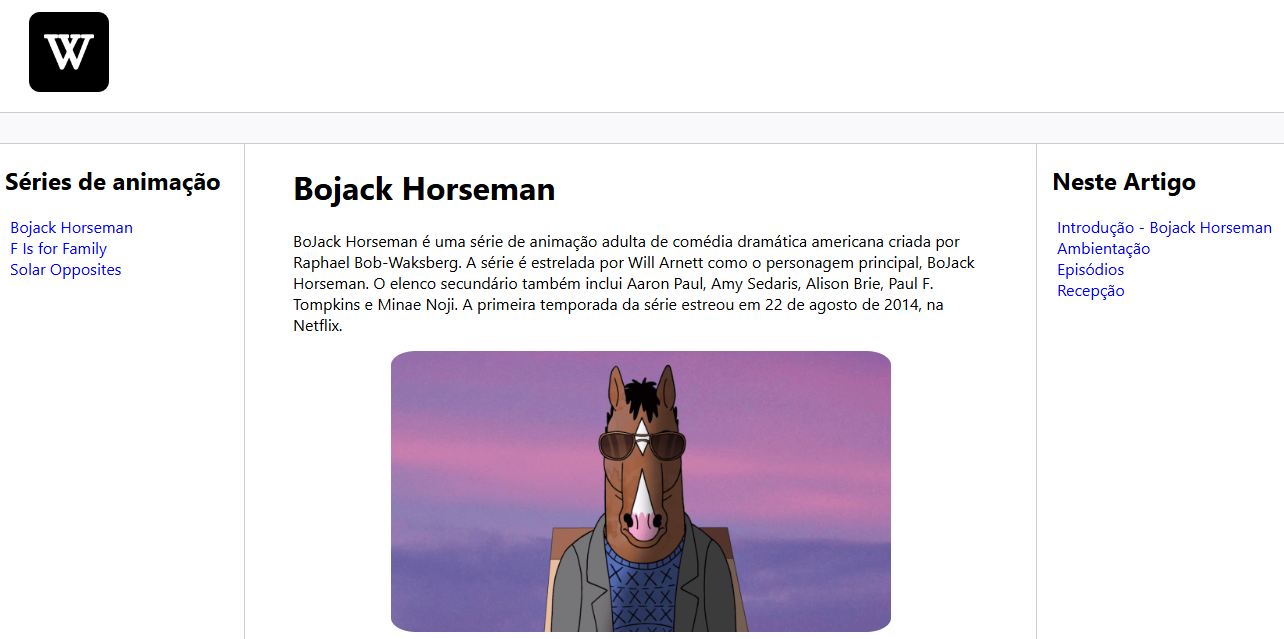 W
Séries de animação
Bojack Horseman
F Is for Family
Solar Opposites
Bojack Horseman
BoJack Horseman é uma série de animação adulta de comédia dramática americana criada por
Raphael Bob-Waksberg. A série é estrelada por Will Arnett como o personagem principal, BoJack
Horseman. O elenco secundário também inclui Aaron Paul, Amy Sedaris, Alison Brie, Paul F.
Tompkins e Minae Noji. A primeira temporada da série estreou em 22 de agosto de 2014, na
Netflix.
Neste Artigo
Introdução - Bojack Horseman
Ambientação
Episódios
Recepção